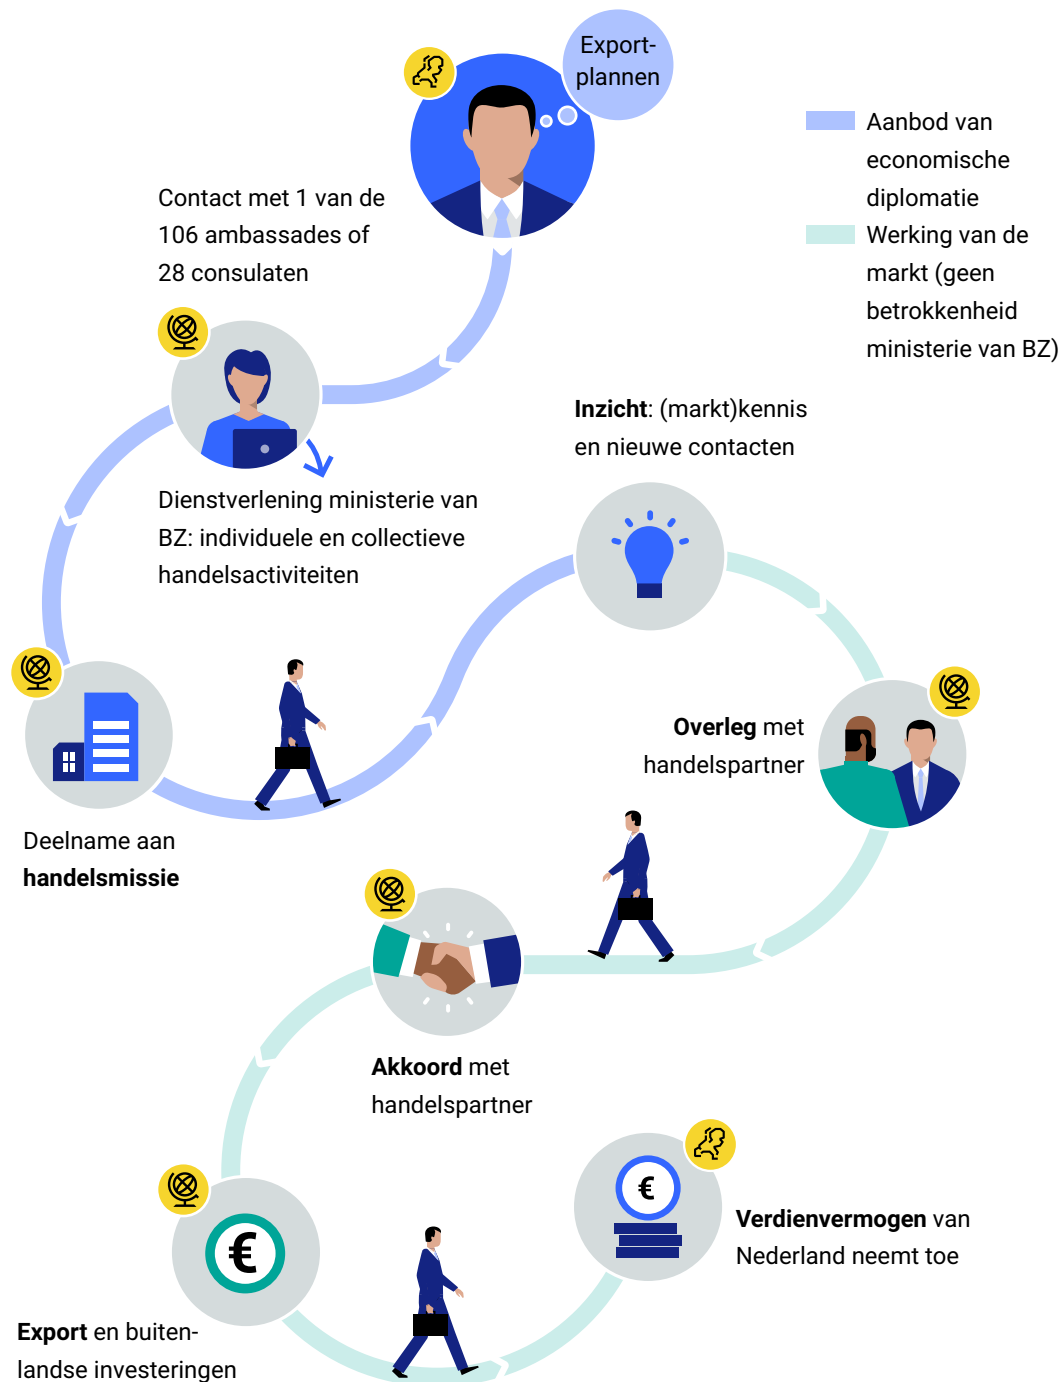 Export-
plannen
Aanbod van
economische
diplomatie
Werking van de
markt (geen
betrokkenheid
ministerie van BZ)
Contact met 1 van de
106 ambassades of
28 consulaten
Dienstverlening ministerie van
BZ: individuele en collectieve
handelsactiviteiten
Deelname aan
handelsmissie
Inzicht: (markt)kennis
en nieuwe contacten
Overleg met
handelspartner
Akkoord met
handelspartner
€
Export en buiten-
landse investeringen
€
Verdienvermogen van
Nederland neemt toe